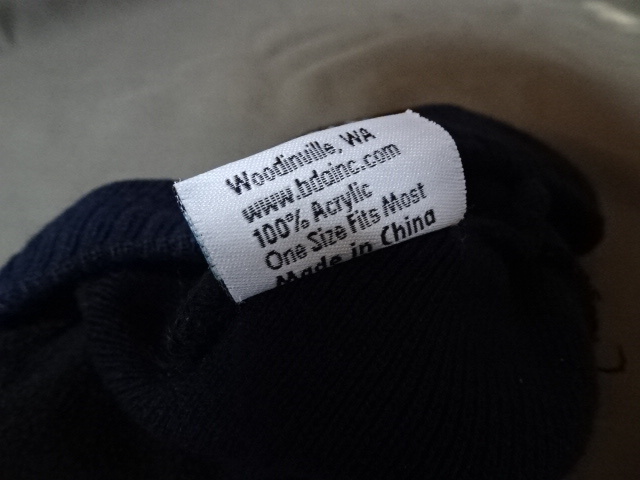 Woodinville, WA
www.bdainc.com
100% Acrylic
One Size Fits Most
Made in China